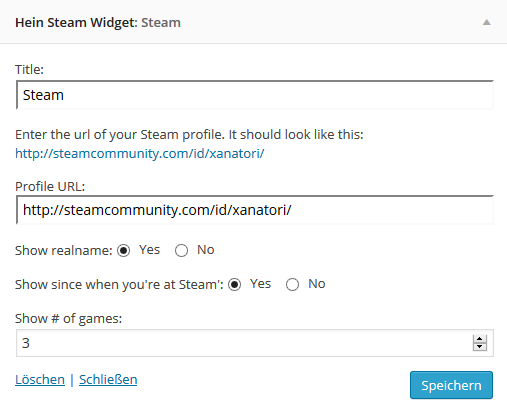 Hein Steam Widget: Steam
Title:
Steam
Enter the url of your Steam profile. It should look like this:
http://steamcommunity.com/id/xanatori/
Profile URL:
http://steamcommunity.com/id/xanatori/
Show realname: Yes No
Show since when you're at Steam': Yes No
Show # of games:
3
Löschen | Schließen
Speichern